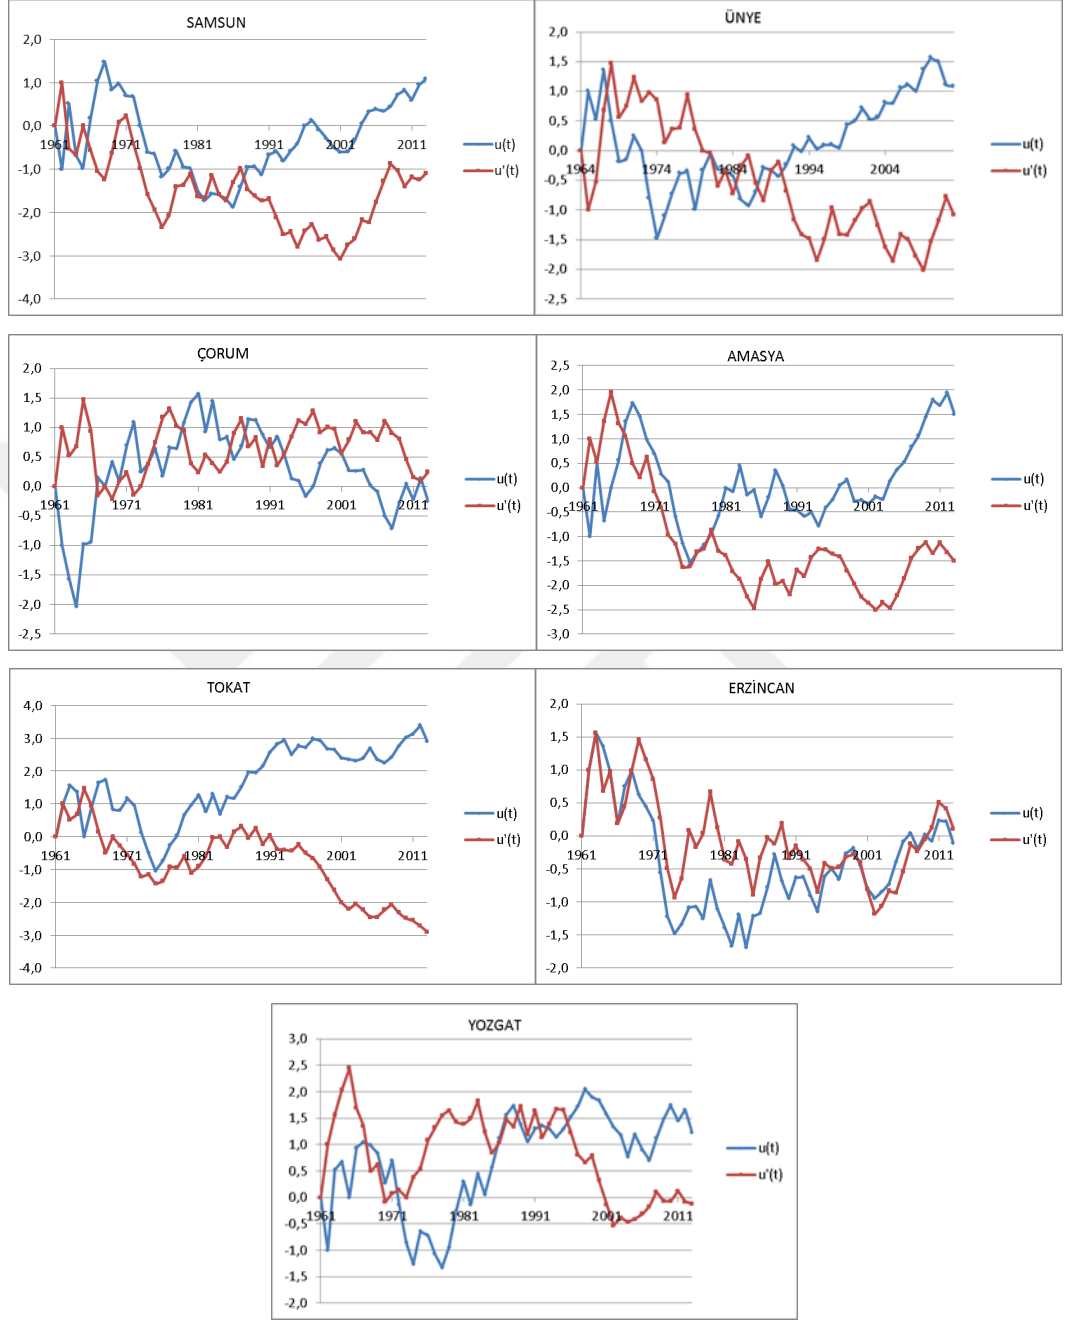 SAMSUN
2,0
1,0
0,0
-1,0
-2,0
-3,0
-4,0
1961 1971 1981 1991 2001 2011
u(t)
u'(t)
ÜNYE
2,0
1,5
1,0
0,5
0,0
-0,5
-1,0
-1,5
-2,0
-2,5
1964 1974 1984 1994 2004
u(t)
u'(t)
ÇORUM
2,0
1,5
1,0
0,5
0,0
-0,5
-1,0
-1,5
-2,0
-2,5
1961 1971 1981 1991 2001 2011
u(t)
u'(t)
AMASYA
2,5
2,0
1,5
1,0
0,5
0,0
-0,5
-1,0
-1,5
-2,0
-2,5
-3,0
1961 1971 1981 1991 2001 2011
u(t)
u'(t)
TOKAT
4,0
3,0
2,0
1,0
0,0
-1,0
-2,0
-3,0
-4,0
1961 1971 1981 1991 2001 2011
u(t)
u'(t)
ERZİNCAN
2,0
1,5
1,0
0,5
0,0
-0,5
-1,0
-1,5
-2,0
1961 1971 1981 1991 2001 2011
u(t)
u'(t)
YOZGAT
3,0
2,5
2,0
1,5
1,0
0,5
0,0
-0,5
-1,0
-1,5
-2,0
1961 1971 1981 1991 2001 2011
u(t)
u'(t)